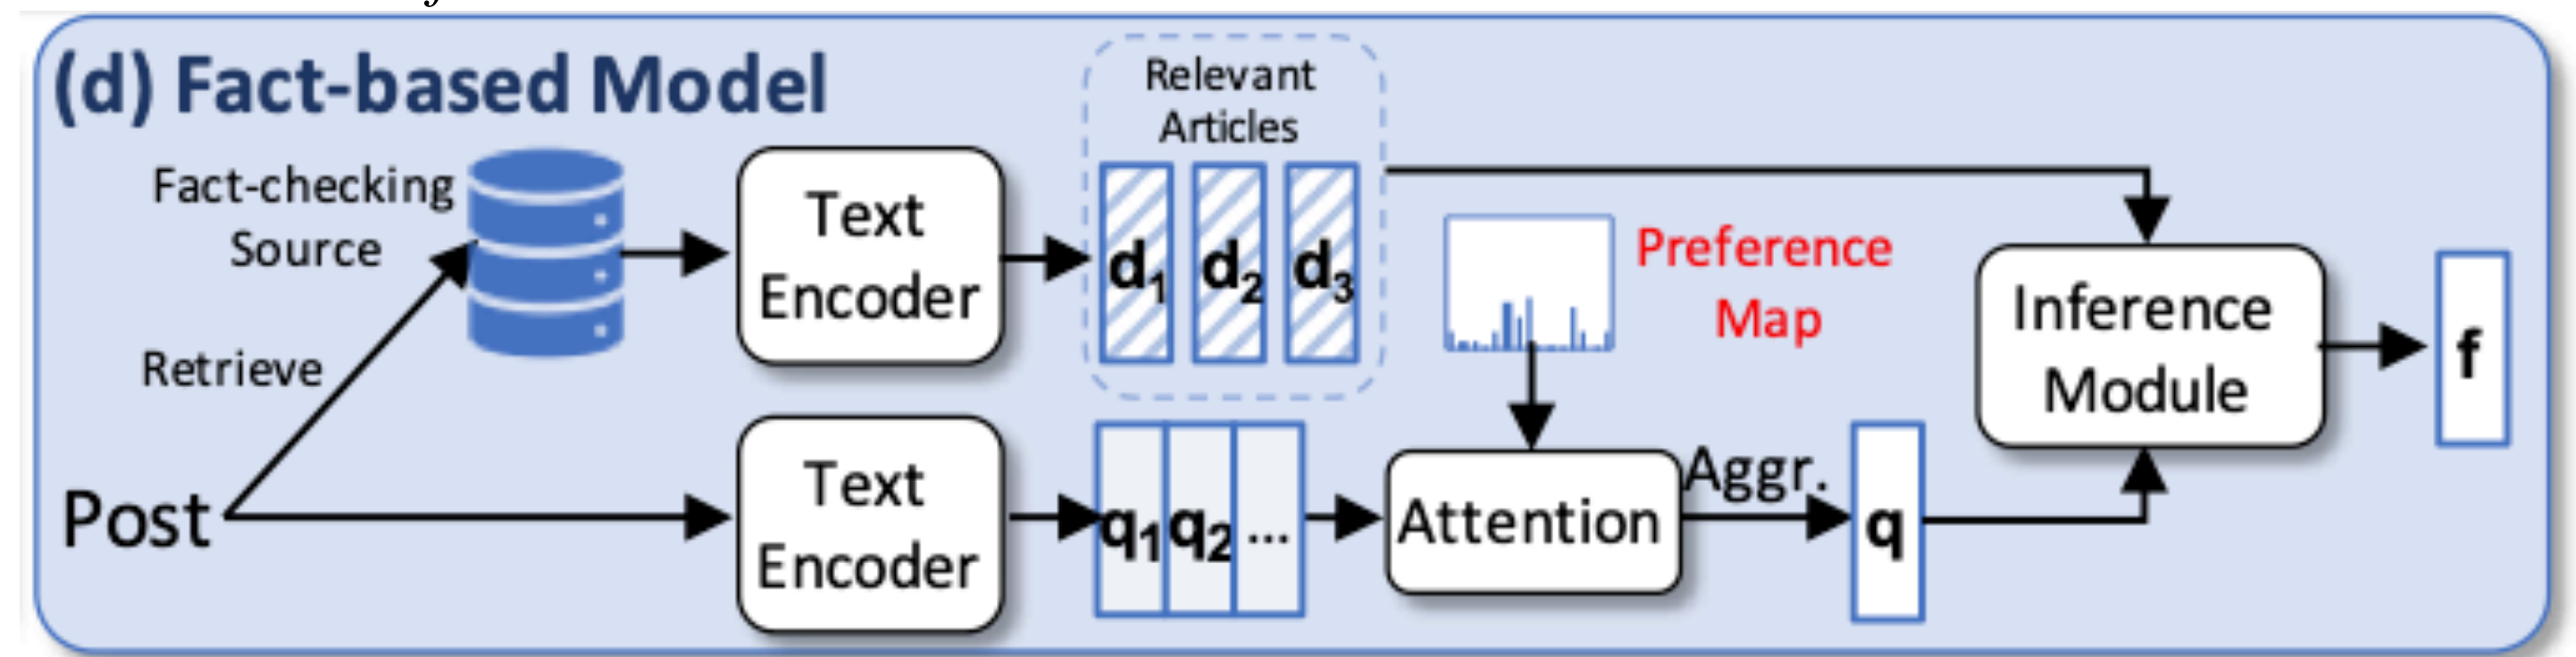 (d) Fact-based Model
Relevant
Articles
Fact-checking
Source
Retrieve
Post
Text
Encoder
d1 d2 d3
Preference
Map
Inference
Module
f
Text
Encoder
q1 q2 ...
Attention
Aggr.
q